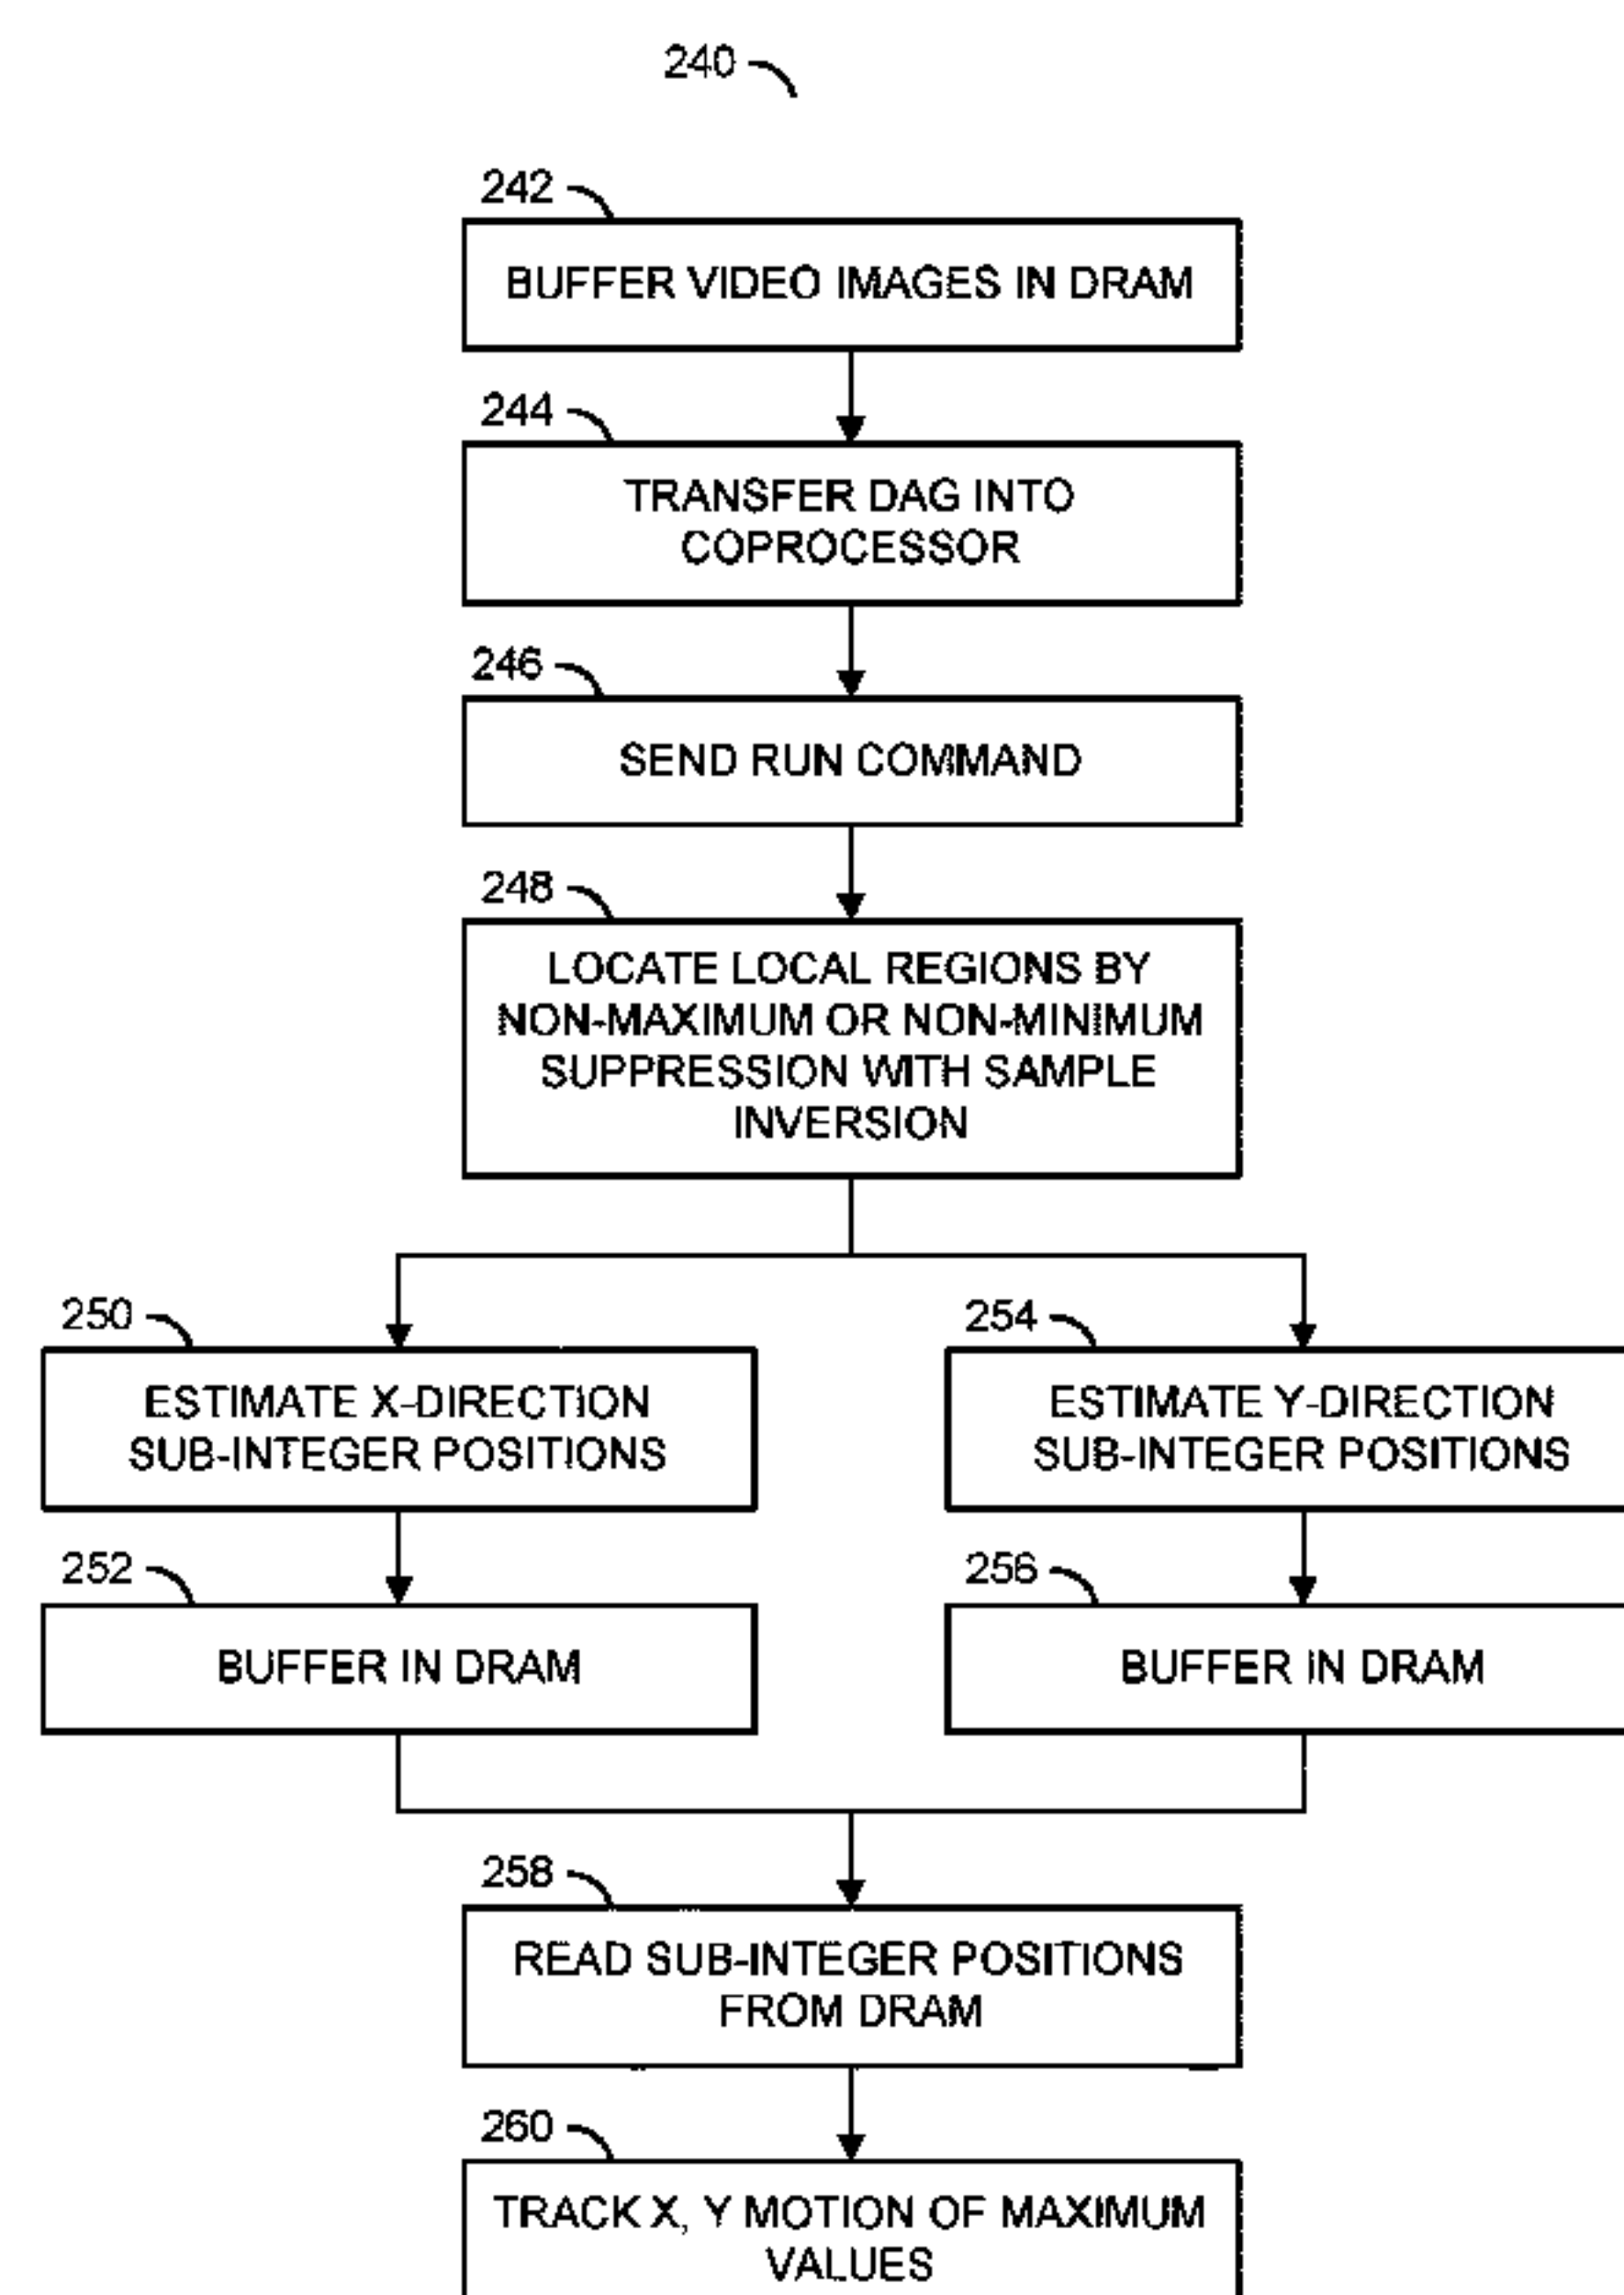 240
242
BUFFER VIDEO IMAGES IN DRAM
244
TRANSFER DAG INTO
COPROCESSOR
246
SEND RUN COMMAND
248
LOCATE LOCAL REGIONS BY
NON-MAXIMUM OR NON-MINIMUM
SUPPRESSION WITH SAMPLE
INVERSION
250
ESTIMATE X-DIRECTION
SUB-INTEGER POSITIONS
254
ESTIMATE Y-DIRECTION
SUB-INTEGER POSITIONS
252
BUFFER IN DRAM
256
BUFFER IN DRAM
258
READ SUB-INTEGER POSITIONS
FROM DRAM
260
TRACK X, Y MOTION OF MAXIMUM
VALUES